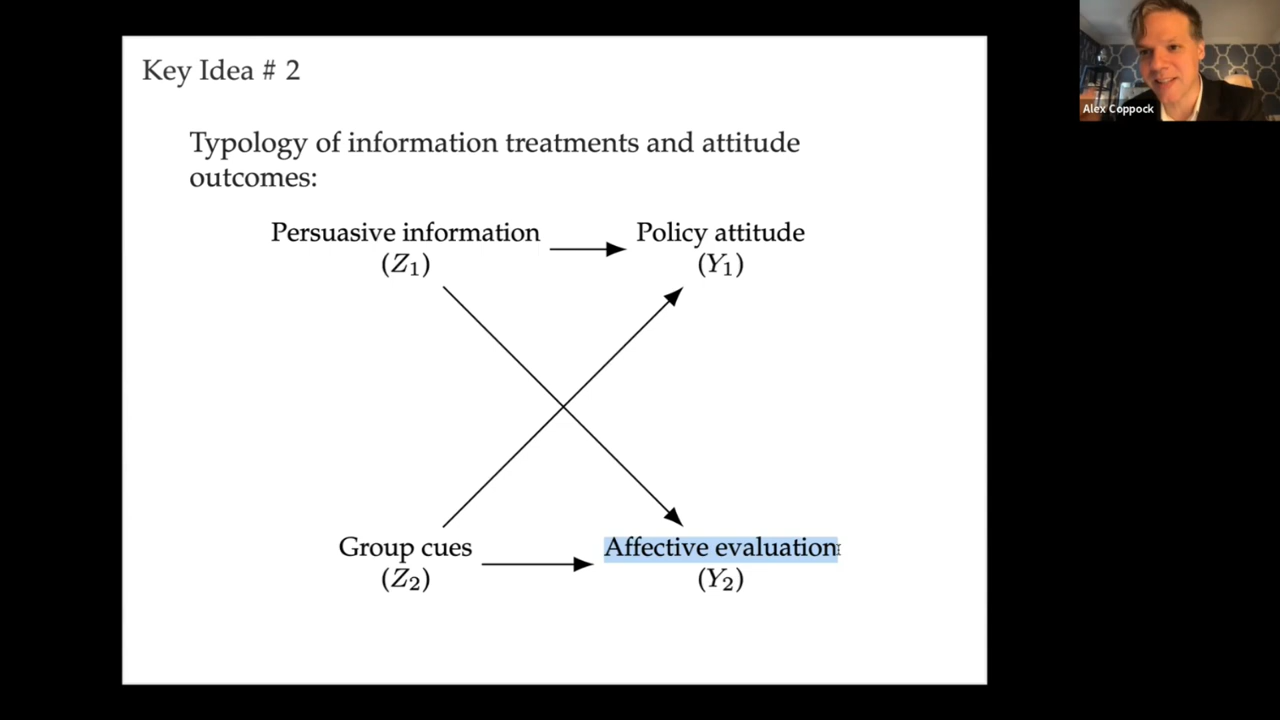 Key Idea # 2
Alex Coppock
Typology of information treatments and attitude
outcomes:
Persuasive information
(Z₁)
Policy attitude
(Y₁)
Group cues
(Z₂)
Affective evaluation
(Y₂)